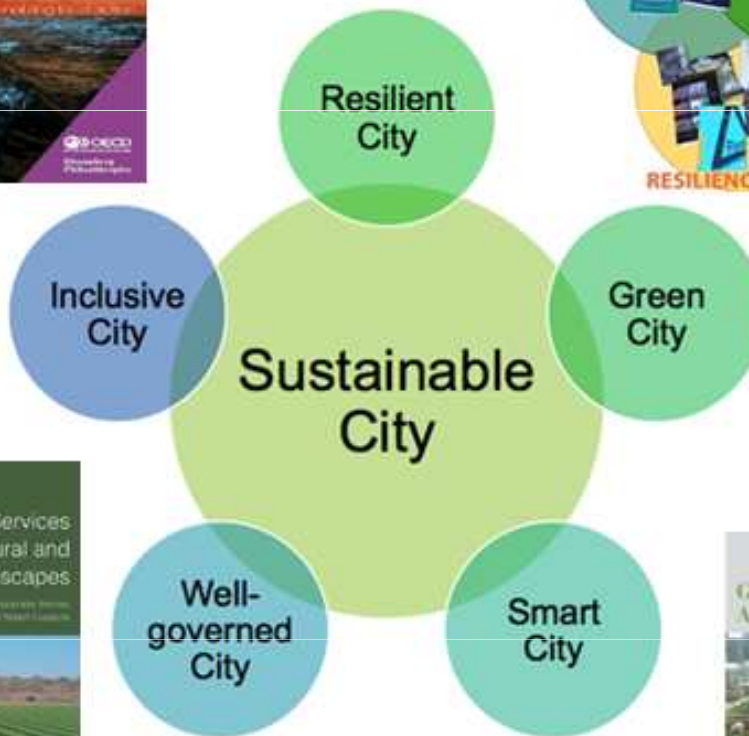 OECD
Resilient
City
RESILIENC
Inclusive
City
Green
City
Sustainable
City
Services
ural and
scapes
Well-
governed
City
Smart
City